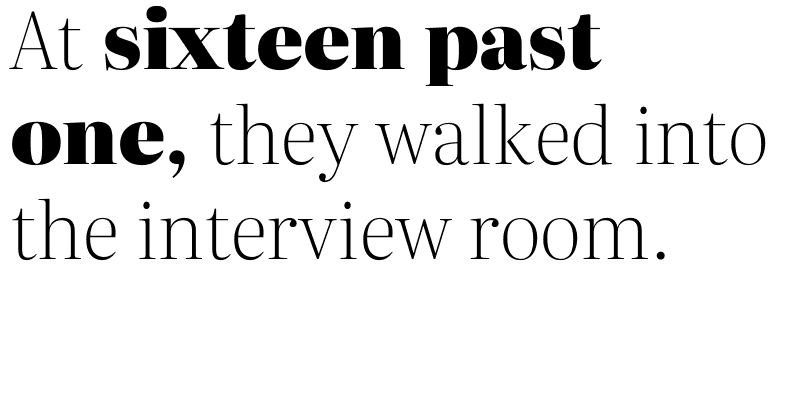 At sixteen past
one, they walked into
the interview room.